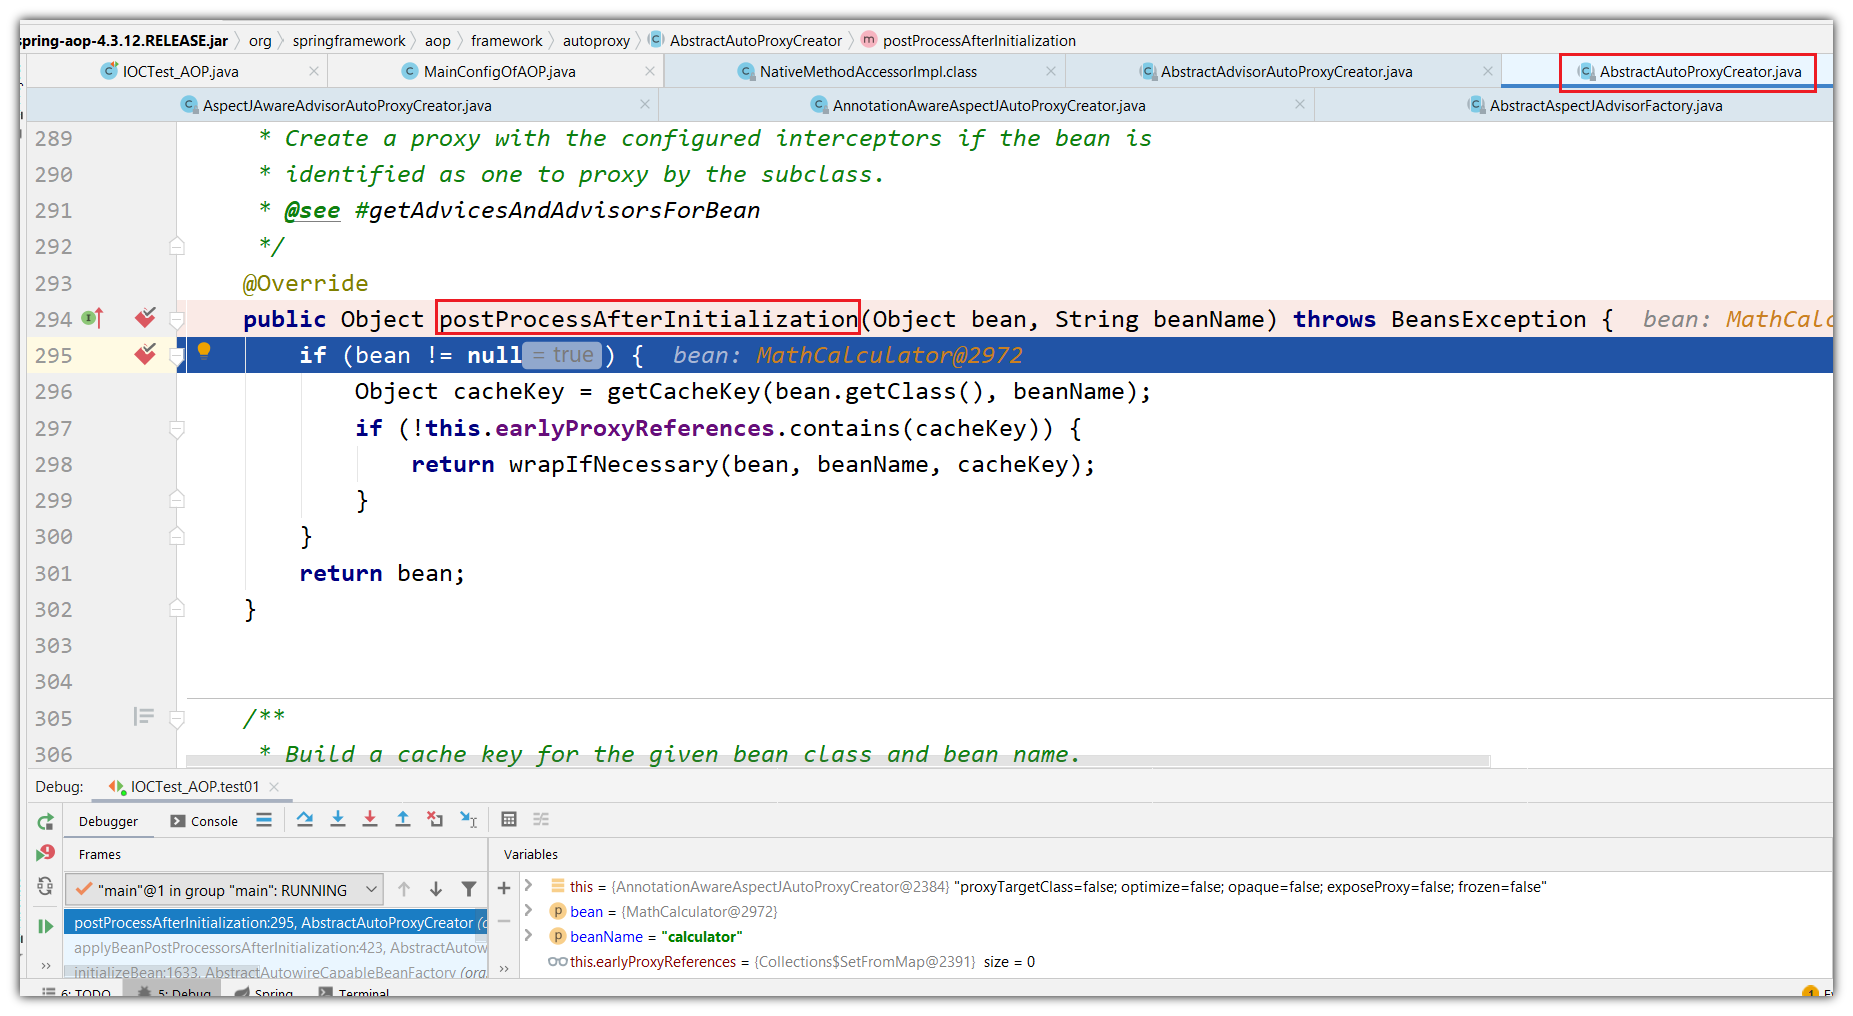 spring-aop-4.3.12.RELEASE.jar org springframework aop framework autoproxy C AbstractAutoProxyCreator m postProcessAfterInitialization
IOCTest_AOP.java MainConfigOfAOP.java NativeMethodAccessorImpl.class AbstractAdvisorAutoProxyCreator.java AbstractAutoProxyCreator.java
AspectJAwareAdvisorAutoProxyCreator.java AnnotationAwareAspectJAutoProxyCreator.java AbstractAspectJAdvisorFactory.java
289 * Create a proxy with the configured interceptors if the bean is
290 * identified as one to proxy by the subclass.
291 * @see #getAdvicesAndAdvisorsForBean
292 */
293 @Override
294 public Object postProcessAfterInitialization(Object bean, String beanName) throws BeansException { bean: MathCalc
295 if (bean != null = true ) { bean: MathCalculator@2972
296 Object cacheKey = getCacheKey(bean.getClass(), beanName);
297 if (!this.earlyProxyReferences.contains(cacheKey)) {
298 return wrapIfNecessary(bean, beanName, cacheKey);
299 }
300 }
301 return bean;
302 }
303
304
305 /**
306 * Build a cache key for the given bean class and bean name.
Debug: IOCTest_AOP.test01
Debugger Console
Frames Variables
"main"@1 in group "main": RUNNING
this = {AnnotationAwareAspectJAutoProxyCreator@2384} "proxyTargetClass=false; optimize=false; opaque=false; exposeProxy=false; frozen=false"
postProcessAfterInitialization:295, AbstractAutoProxyCreator (o
p bean = {MathCalculator@2972}
applyBeanPostProcessorsAfterInitialization:423, AbstractAutow
p beanName = "calculator"
initializeBean:1633, AbstractAutowireCapableBeanFactory (org.
this.earlyProxyReferences = {Collections$SetFromMap@2391} size = 0
6: TODO 5: Debug Spring Terminal 1 Ev